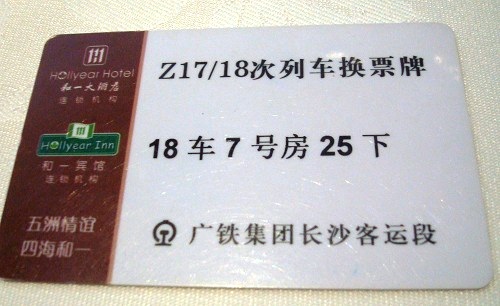 Hollyear Hotel
和一大酒店
连锁机构
Hollyear Inn
和一宾馆
连锁机构
五洲情谊
四海和一
Z17/18次列车换票牌
18 车 7 号房 25 下
广铁集团长沙客运段